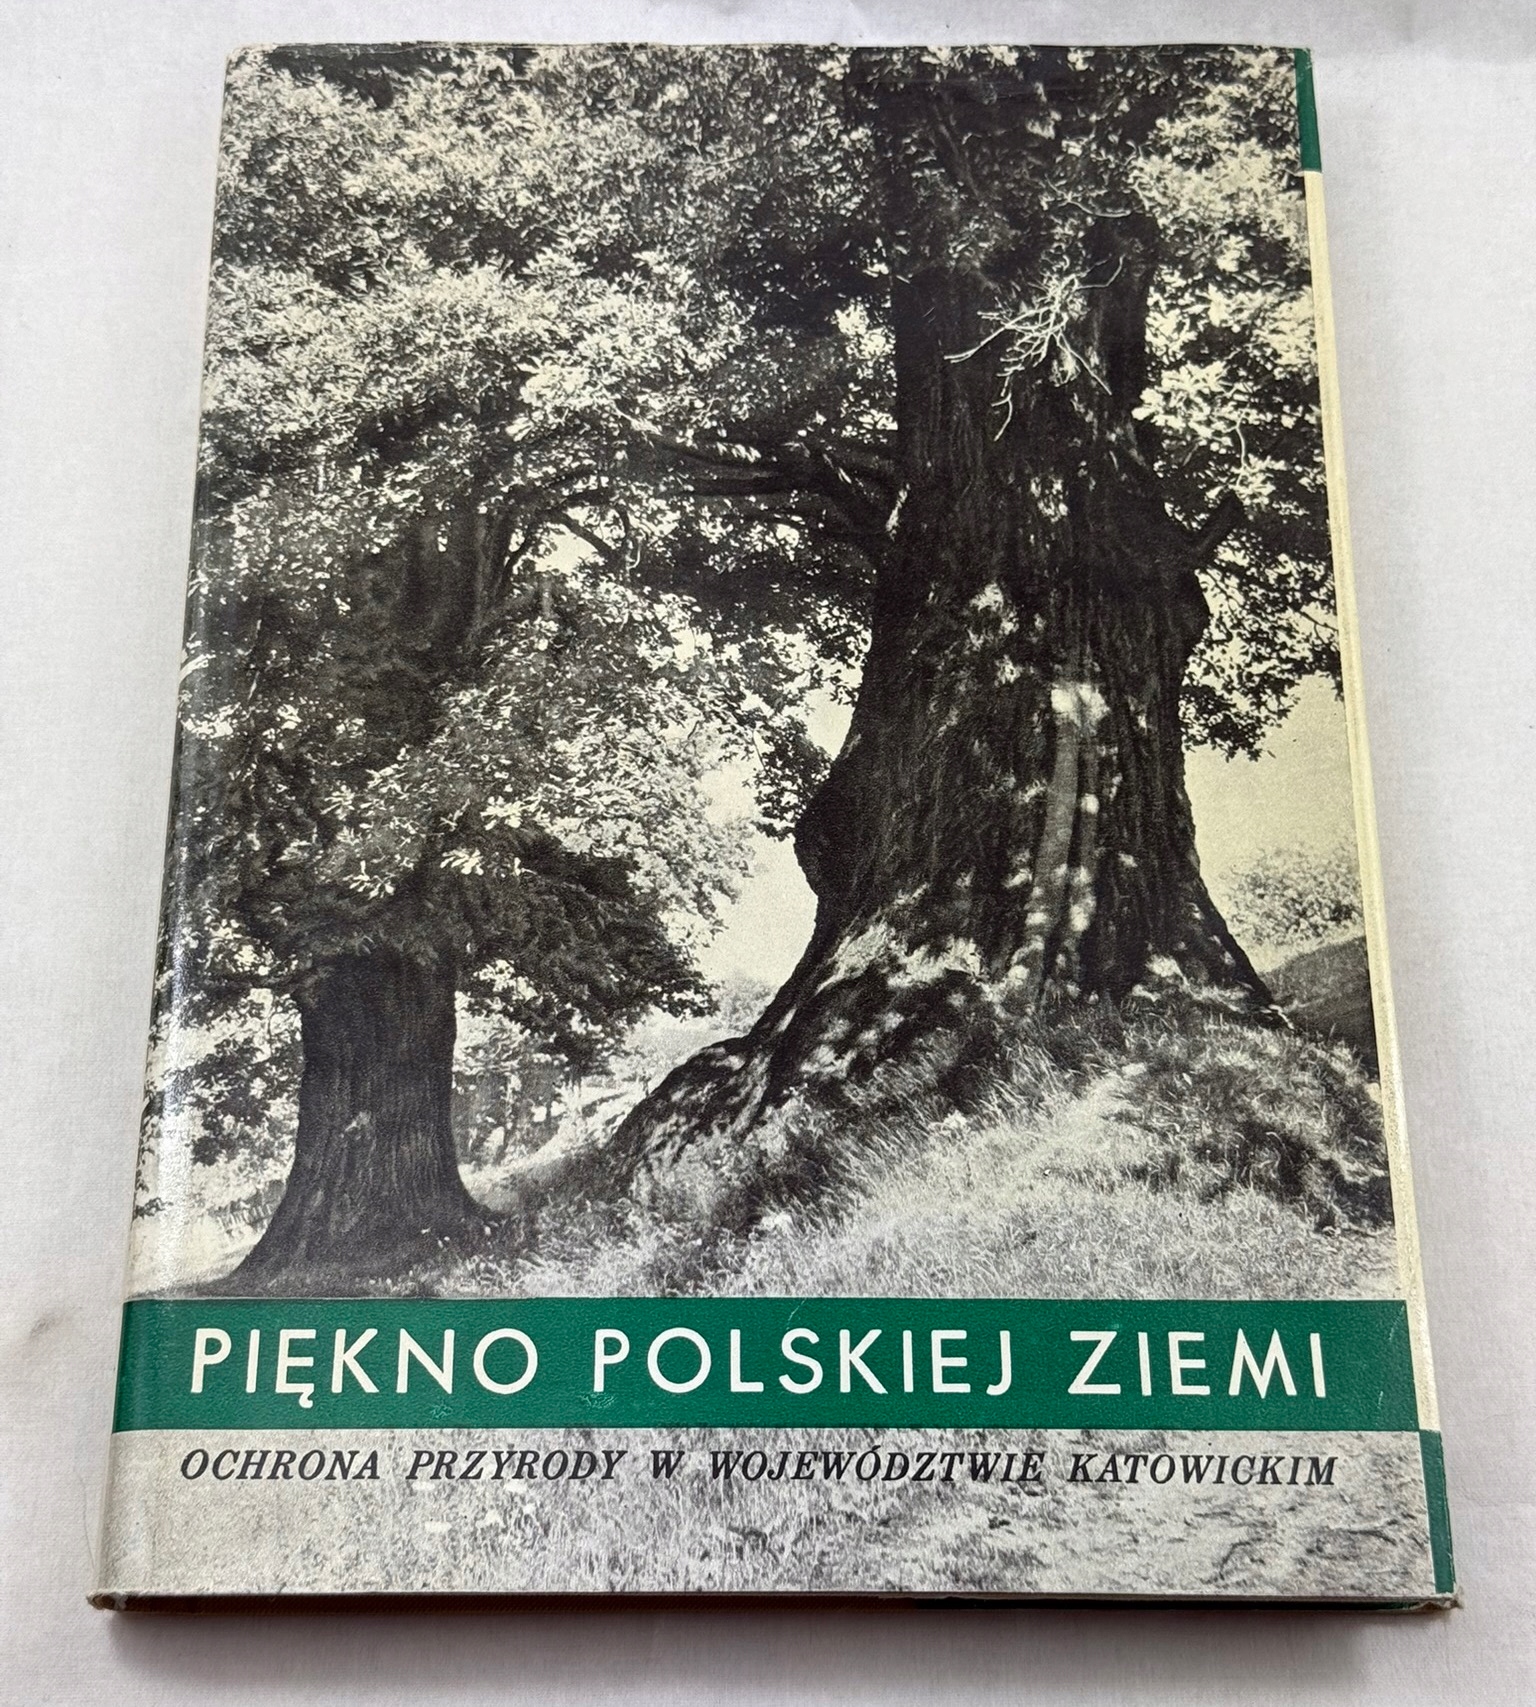 PIĘKNO POLSKIEJ ZIEMI
OCHRONA PRZYRODY W WOJEWÓDZTWIE KATOWICKIM